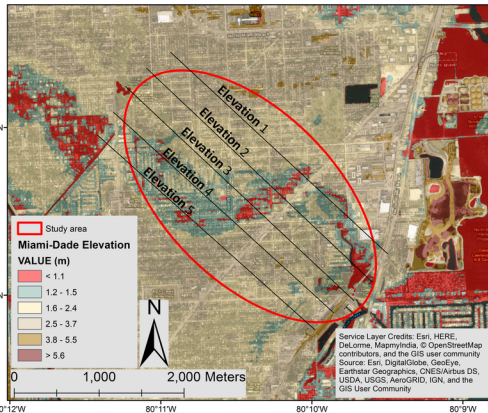 Elevation 1
Elevation 2
Elevation 3
Elevation 4
Elevation 5
Study area
Miami-Dade Elevation
VALUE (m)
< 1.1
1.2 - 1.5
1.6 - 2.4
2.5 - 3.7
3.8 - 5.5
> 5.6
N
0 1,000 2,000 Meters
Service Layer Credits: Esri, HERE,
DeLorme, MapmyIndia, © OpenStreetMap
contributors, and the GIS user community
Source: Esri, DigitalGlobe, GeoEye,
Earthstar Geographics, CNES/Airbus DS,
USDA, USGS, AeroGRID, IGN, and the
GIS User Community
N
N
0°12'W 80°11'W 80°10'W 80°9'W